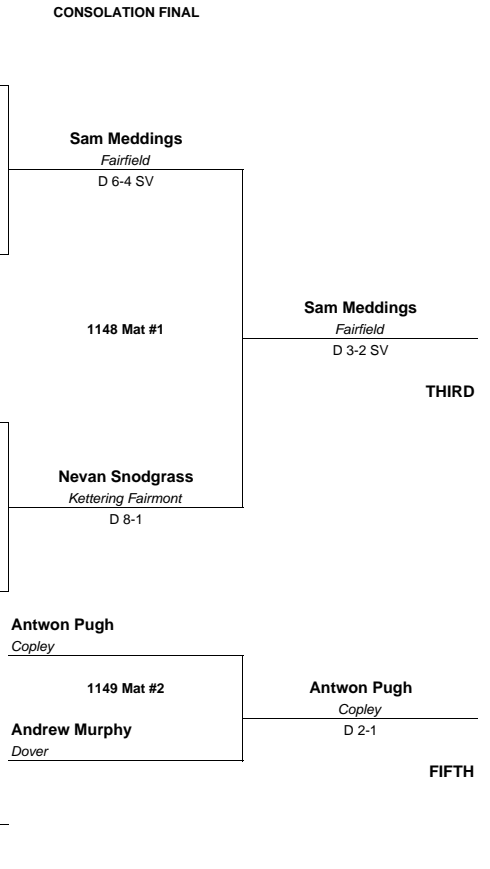 CONSOLATION FINAL
Sam Meddings
Fairfield
D 6-4 SV
1148 Mat #1
Sam Meddings
Fairfield
D 3-2 SV
THIRD
Nevan Snodgrass
Kettering Fairmont
D 8-1
Antwon Pugh
Copley
1149 Mat #2
Antwon Pugh
Copley
D 2-1
Andrew Murphy
Dover
FIFTH